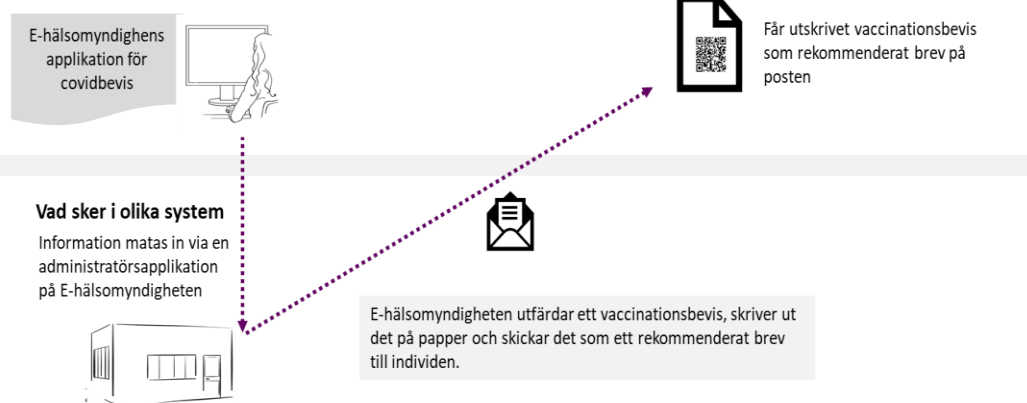 E-hälsomyndighens
applikation för
covidbevis
Får utskrivet vaccinationsbevis
som rekommenderat brev på
posten
Vad sker i olika system
Information matas in via en
administratörsapplikation
på E-hälsomyndigheten
E-hälsomyndigheten utfärdar ett vaccinationsbevis, skriver ut
det på papper och skickar det som ett rekommenderat brev
till individen.